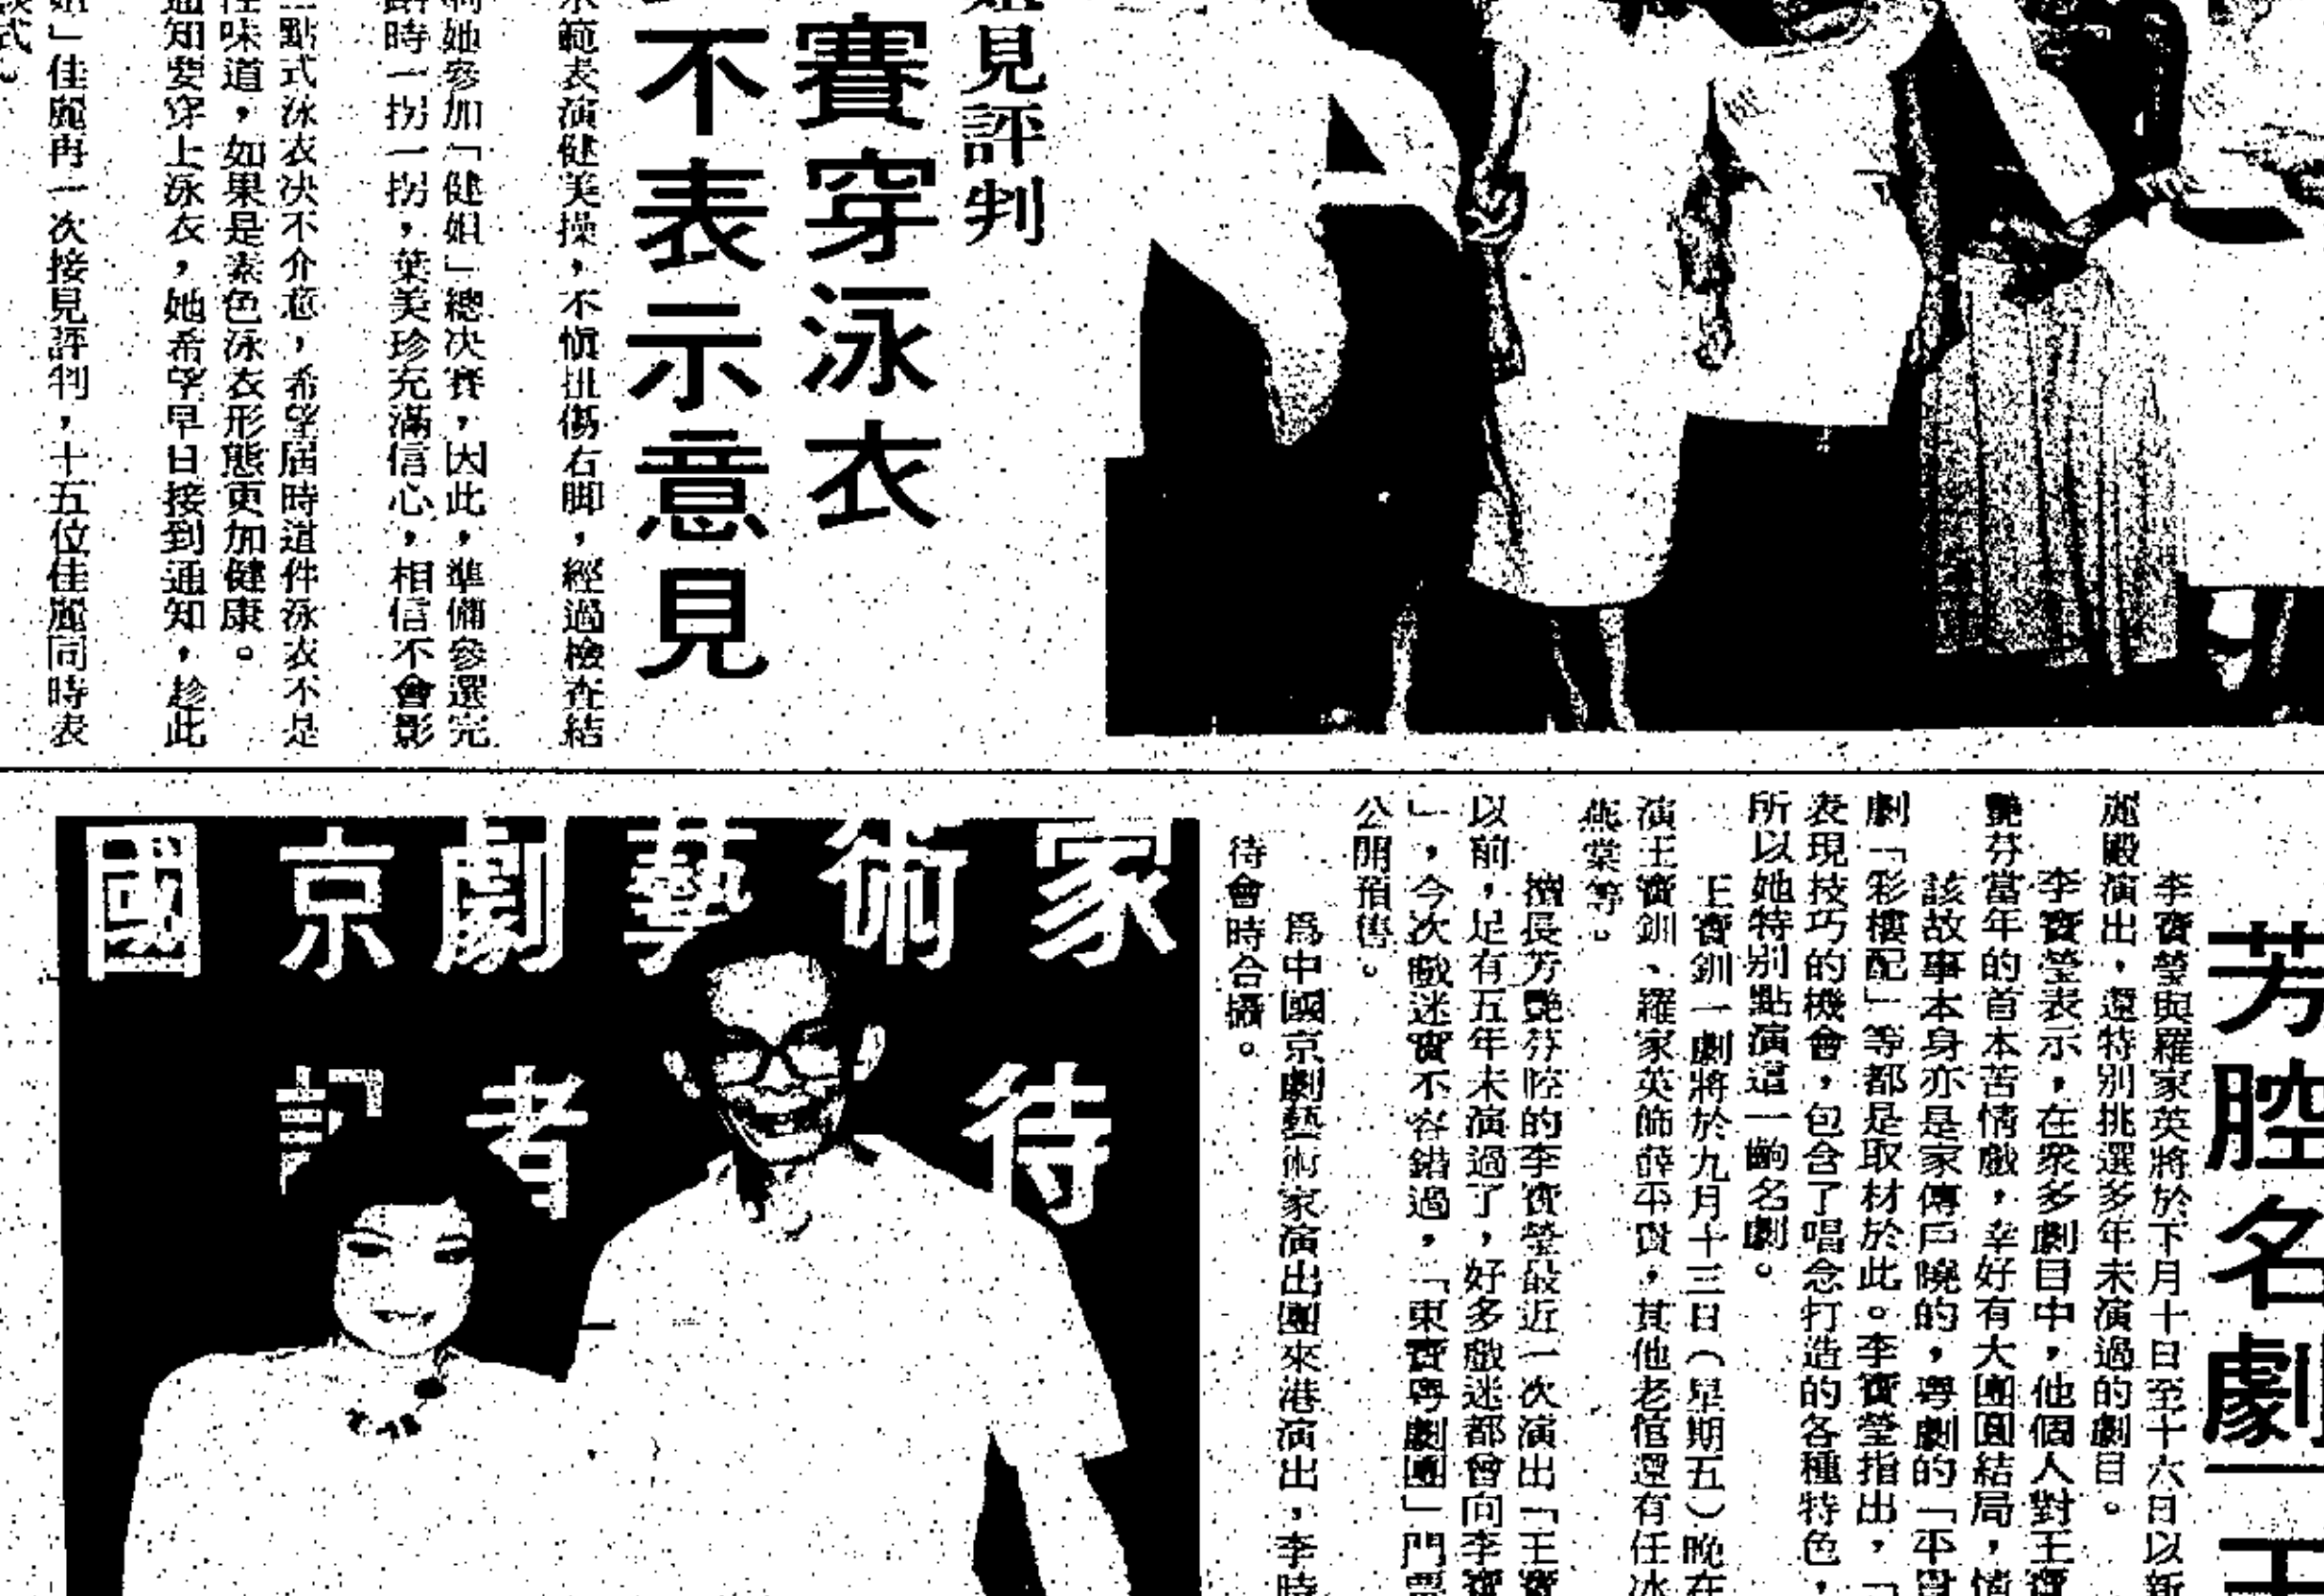 姐見評判
賽穿泳衣
不表示意見
示範表演健美操，不慎扭傷右脚，經過檢查結
她參加「健姐」總决賽，因此，準備參選完
時一拐一拐，葉美珍充滿信心，相信不會影
點式泳衣决不介意，希望屆時這件泳衣不是
味道，如果是素色泳衣形態更加健康。
通知要穿上泳衣，她希望早日接到通知，趁此
姐」佳麗再一次接見評判，十五位佳麗同時表
式。
芳腔名劇王
李寶瑩與羅家英將於下月十日至十六日以新
麗殿演出，還特別挑選多年未演過的劇目。
李寶瑩表示，在衆多劇目中，他個人對王寶
艷芬當年的首本苦情戲，幸好有大團圓結局，情
該故事本身亦是家傳戶曉的，粵劇的「平貴
劇「彩樓配」等都是取材於此。李寶瑩指出，「
表現技巧的機會，包含了唱念打造的各種特色，
所以她特別點演這一齣名劇。
王寶釧一劇將於九月十三日（星期五）晚在
演王寶釧、羅家英飾薛平貴，其他老倌還有任冰
燕棠等。
擅長芳艷芬腔的李寶瑩最近一次演出「王寶
以前，足有五年未演過了，好多戲迷都會向李寶
」，今次戲迷實不容錯過，「東寶粵劇團」門票
公開預售。
爲中國京劇藝術家演出團來港演出，李時
待會時合攝。
國京劇藝術家
記者 待